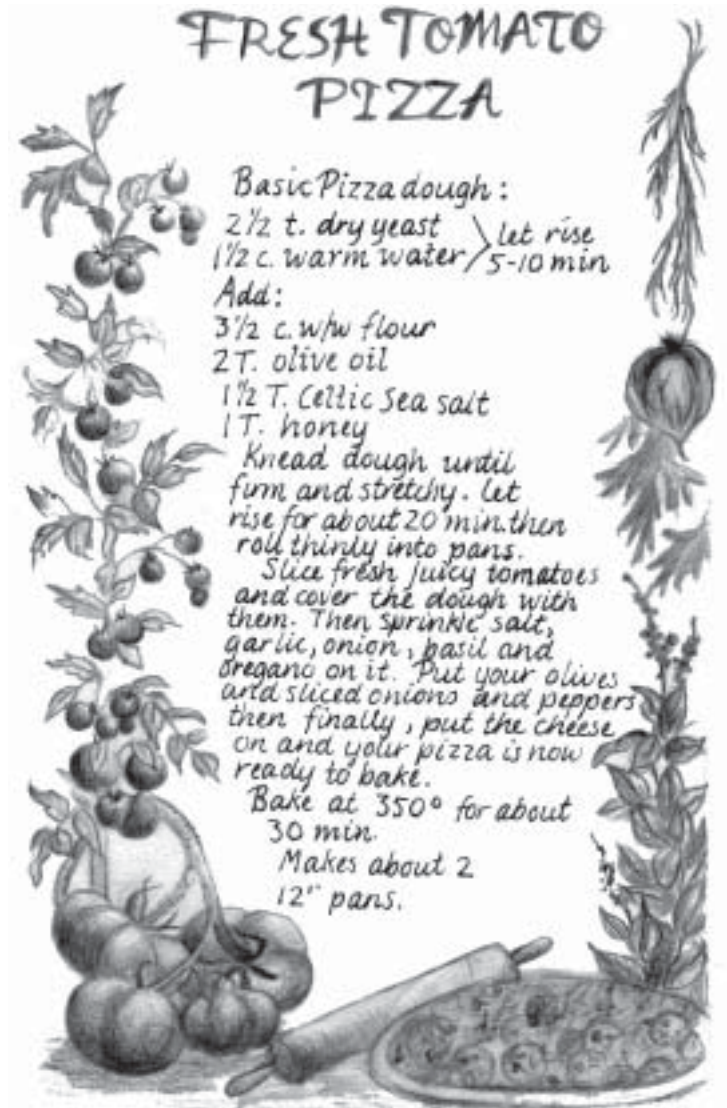 FRESH TOMATO
PIZZA
Basic Pizza dough:
2½ t. dry yeast
1½ c. warm water
let rise
5-10 min
Add:
3½ c. w/w flour
2 T. olive oil
1½ T. Celtic Sea salt
1 T. honey
Knead dough until
firm and stretchy. Let
rise for about 20 min. then
roll thinly into pans.
Slice fresh juicy tomatoes
and cover the dough with
them. Then sprinkle salt,
garlic, onion, basil and
oregano on it. Put your olives
and sliced onions and peppers
then finally, put the cheese
on and your pizza is now
ready to bake.
Bake at 350° for about
30 min.
Makes about 2
12" pans.